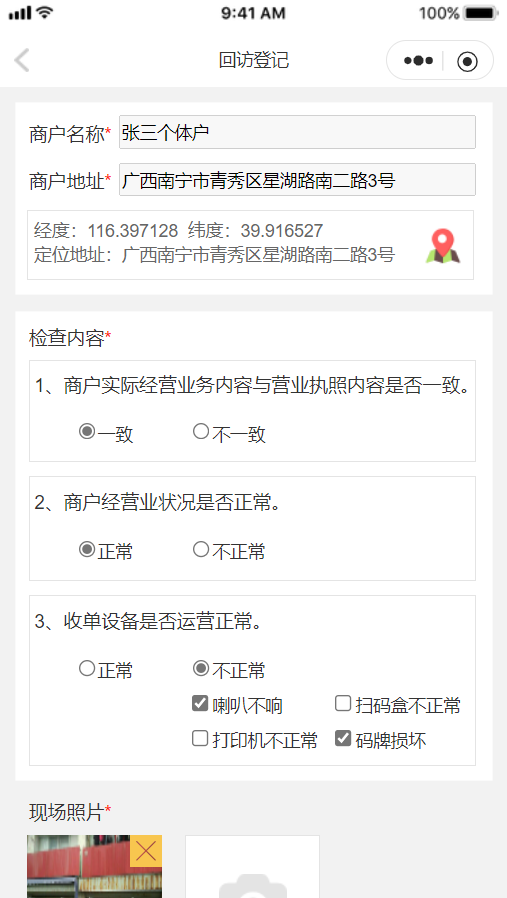 9:41 AM
100%
回访登记
商户名称* 张三个体户
商户地址* 广西南宁市青秀区星湖路南二路3号
经度：116.397128 纬度：39.916527
定位地址：广西南宁市青秀区星湖路南二路3号
检查内容*
1、商户实际经营业务内容与营业执照内容是否一致。
一致 不一致
2、商户经营业状况是否正常。
正常 不正常
3、收单设备是否运营正常。
正常 不正常
喇叭不响 扫码盒不正常
打印机不正常 码牌损坏
现场照片*